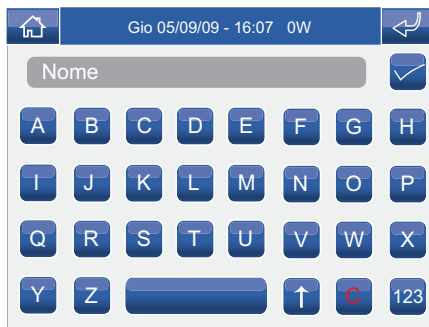 Gio 05/09/09 - 16:07 0W
Nome
A B C D E F G H
I J K L M N O P
Q R S T U V W X
Y Z C 123